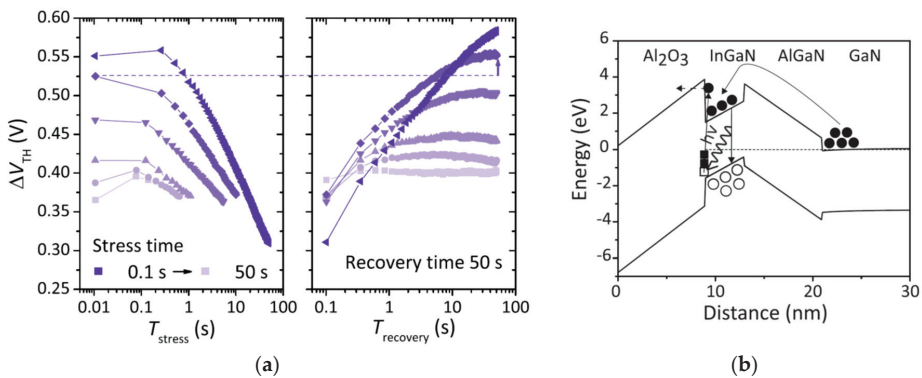 0.60
0.55
0.50
0.45
0.40
0.35
0.30
0.25
ΔV_TH (V)
Stress time
0.1 s → 50 s
0.01 0.1 1 10 100
T_stress (s)
Recovery time 50 s
0.1 1 10 100
T_recovery (s)
(a)
Al₂O₃ InGaN AlGaN GaN
6
4
2
0
-2
-4
-6
Energy (eV)
hν
0 10 20 30
Distance (nm)
(b)